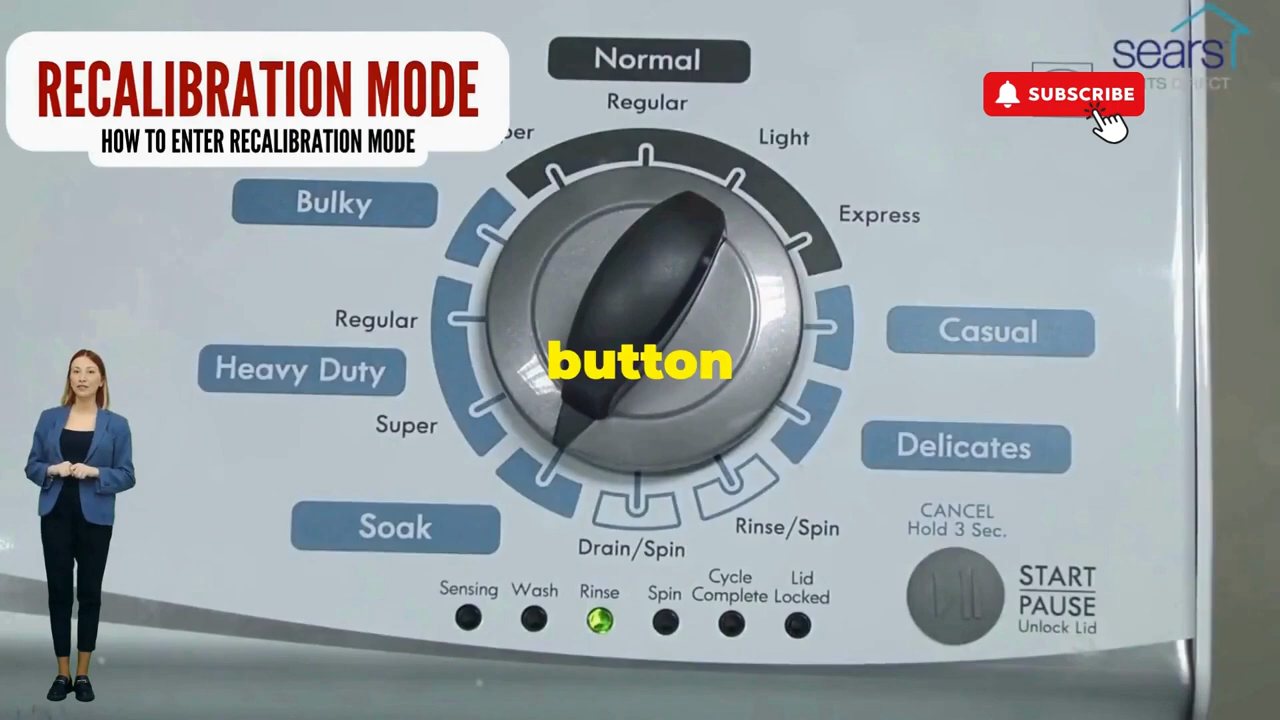 sears
RECALIBRATION MODE
HOW TO ENTER RECALIBRATION MODE
SUBSCRIBE
DIRECT
Normal
Regular
Light
Express
Bulky
Regular
Heavy Duty
Super
Casual
Delicates
button
Soak
Drain/Spin
Rinse/Spin
CANCEL
Hold 3 Sec.
START
PAUSE
Unlock Lid
Sensing
Wash
Rinse
Spin
Cycle
Complete
Lid
Locked